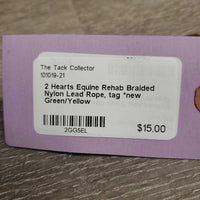 The Tack Collector
101019-21
2 Hearts Equine Rehab Braided
Nylon Lead Rope, tag *new
Green/Yellow
2GG5EL
$15.00